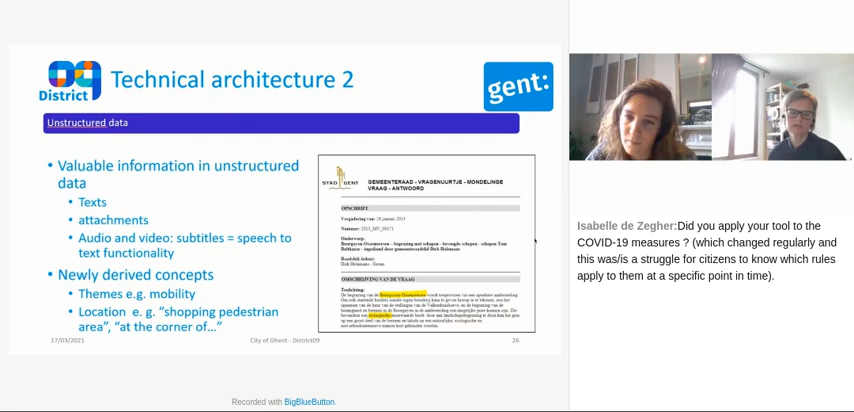 District
Technical architecture 2
gent:
Unstructured data
• Valuable information in unstructured
data
• Texts
• attachments
• Audio and video: subtitles = speech to
text functionality
• Newly derived concepts
• Themes e.g. mobility
• Location e. g. “shopping pedestrian
area”, “at the corner of...”
STAD GENT
GEMEENTERAAD - VRAGENUURTJE - MONDELINGE
VRAAG - ANTWOORD
OPSCHRIFT
Nummer: 2015_MV_00171
Onderwerp:
OMSCHRIJVING VAN DE VRAAG
Toelichting:
17/03/2021
City of Ghent - District09
26
Isabelle de Zegher:Did you apply your tool to the
COVID-19 measures ? (which changed regularly and
this was/is a struggle for citizens to know which rules
apply to them at a specific point in time).
Recorded with BigBlueButton.